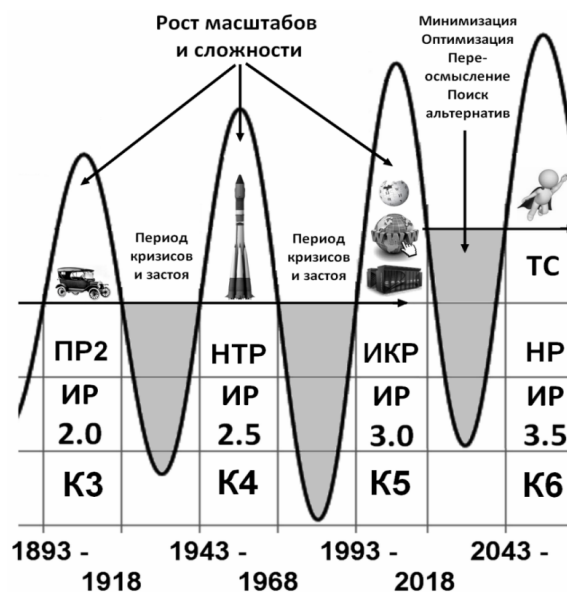 Рост масштабов
и сложности
Минимизация
Оптимизация
Пере-
осмысление
Поиск
альтернатив
Период
кризисов
и застоя
Период
кризисов
и застоя
ТС
ПР2
НТР
ИКР
НР
ИР
2.0
ИР
2.5
ИР
3.0
ИР
3.5
К3
К4
К5
К6
1893 -
1943 -
1993 -
2043 -
1918
1968
2018